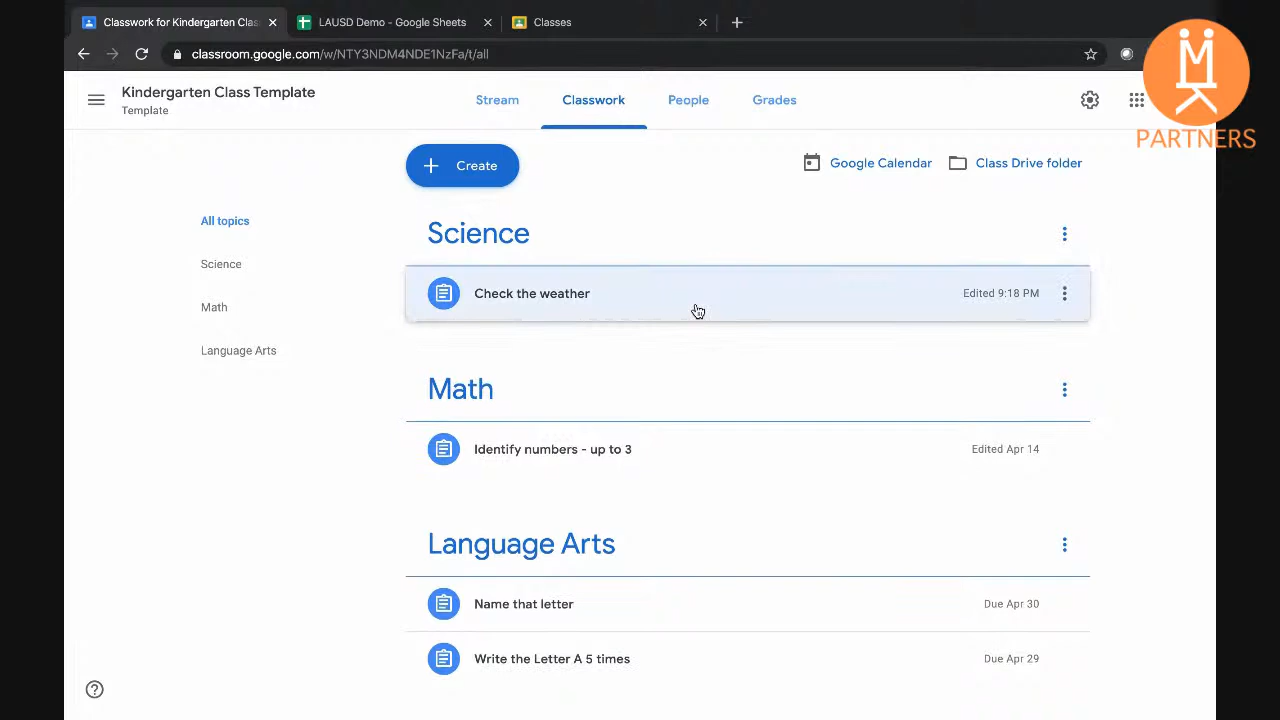 Classwork for Kindergarten Clas
LAUSD Demo - Google Sheets
Classes
classroom.google.com/w/NTY3NDM4NDE1NzFa/t/all
MK
PARTNERS
Kindergarten Class Template
Template
Stream
Classwork
People
Grades
Create
Google Calendar
Class Drive folder
All topics
Science
Math
Language Arts
Science
Check the weather
Edited 9:18 PM
Math
Identify numbers - up to 3
Edited Apr 14
Language Arts
Name that letter
Due Apr 30
Write the Letter A 5 times
Due Apr 29